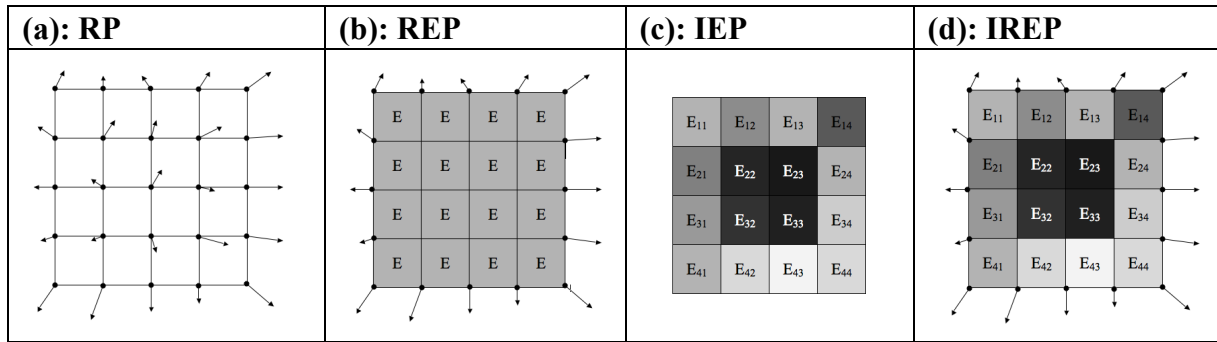 (a): RP
(b): REP
(c): IEP
(d): IREP
E E E E
E E E E
E E E E
E E E E
E11 E12 E13 E14
E21 E22 E23 E24
E31 E32 E33 E34
E41 E42 E43 E44
E11 E12 E13 E14
E21 E22 E23 E24
E31 E32 E33 E34
E41 E42 E43 E44